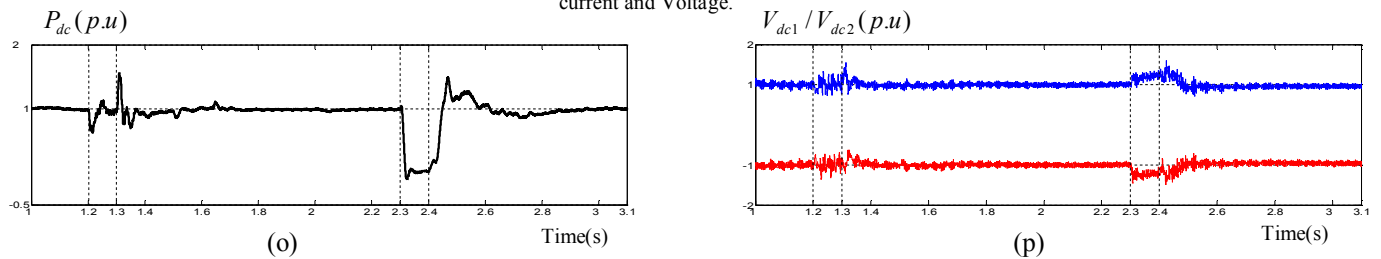 current and Voltage.
P_dc (p.u)
2
1
-0.5
1 1.2 1.3 1.4 1.6 1.8 2 2.2 2.3 2.4 2.6 2.8 3 3.1
(o)
Time(s)
V_dc1 / V_dc2 (p.u)
2
1
-1
-2
1 1.2 1.3 1.4 1.6 1.8 2 2.2 2.3 2.4 2.6 2.8 3 3.1
(p)
Time(s)